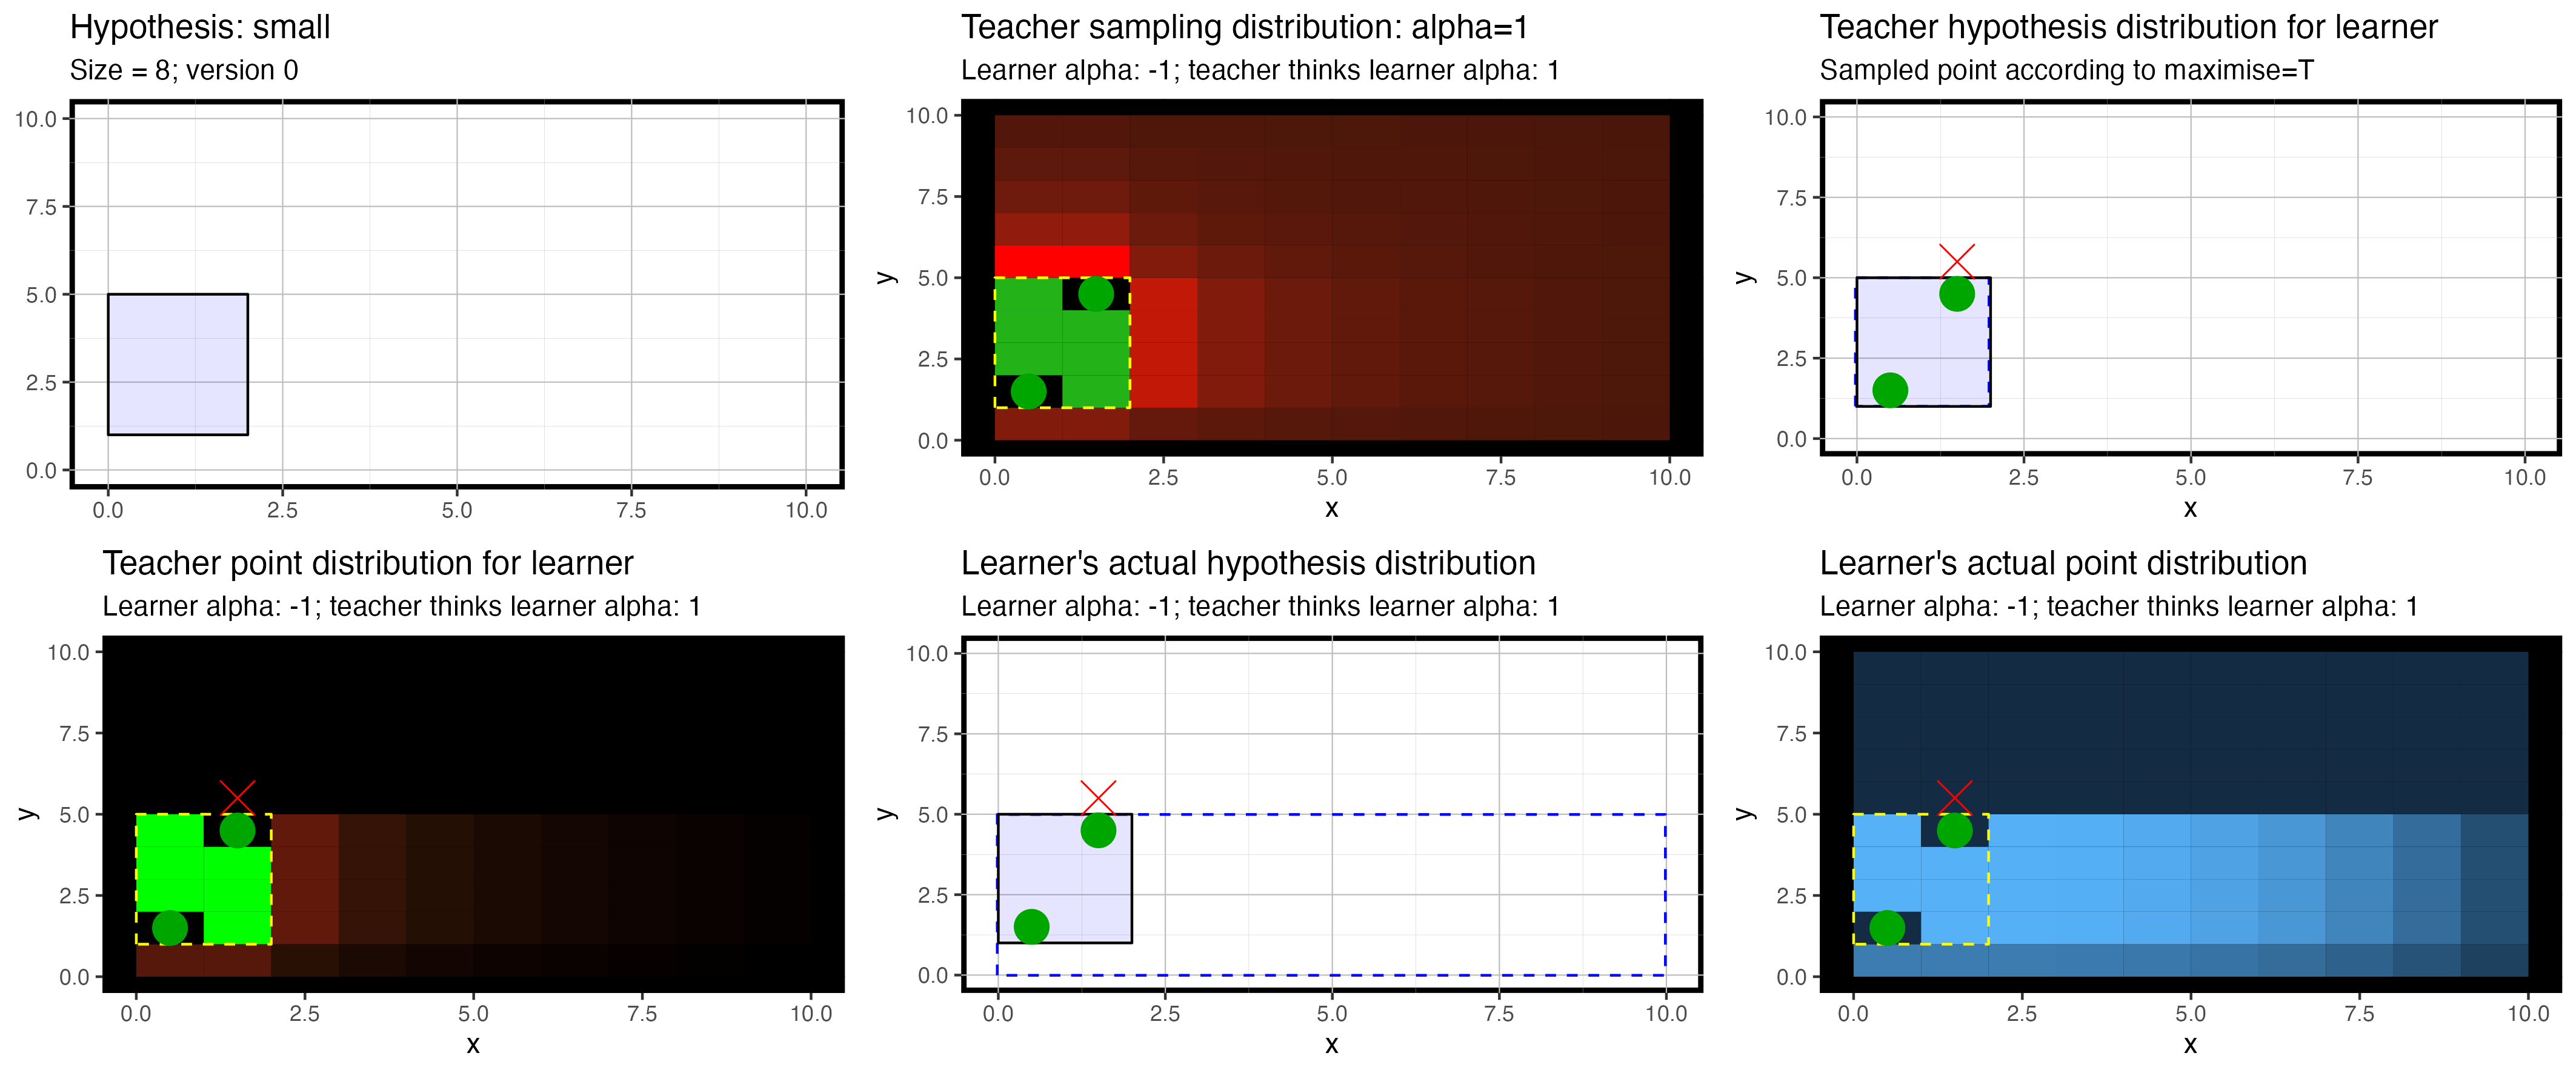 Hypothesis: small
Size = 8; version 0
10.0
7.5
5.0
2.5
0.0
0.0 2.5 5.0 7.5 10.0
Teacher sampling distribution: alpha=1
Learner alpha: -1; teacher thinks learner alpha: 1
y
10.0
7.5
5.0
2.5
0.0
0.0 2.5 5.0 7.5 10.0
x
Teacher hypothesis distribution for learner
Sampled point according to maximise=T
y
10.0
7.5
5.0
2.5
0.0
0.0 2.5 5.0 7.5 10.0
x
Teacher point distribution for learner
Learner alpha: -1; teacher thinks learner alpha: 1
y
10.0
7.5
5.0
2.5
0.0
0.0 2.5 5.0 7.5 10.0
x
Learner's actual hypothesis distribution
Learner alpha: -1; teacher thinks learner alpha: 1
y
10.0
7.5
5.0
2.5
0.0
0.0 2.5 5.0 7.5 10.0
x
Learner's actual point distribution
Learner alpha: -1; teacher thinks learner alpha: 1
y
10.0
7.5
5.0
2.5
0.0
0.0 2.5 5.0 7.5 10.0
x